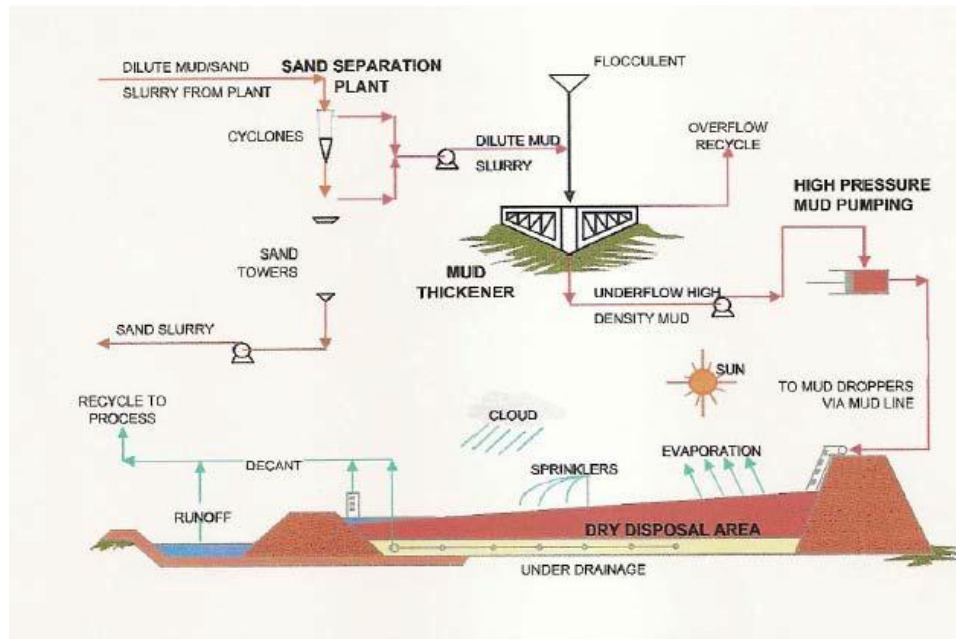 DILUTE MUD/SAND
SLURRY FROM PLANT
SAND SEPARATION
PLANT
CYCLONES
FLOCCULENT
DILUTE MUD
SLURRY
OVERFLOW
RECYCLE
HIGH PRESSURE
MUD PUMPING
SAND
TOWERS
MUD
THICKENER
UNDERFLOW HIGH
DENSITY MUD
SAND SLURRY
SUN
TO MUD DROPPERS
VIA MUD LINE
RECYCLE TO
PROCESS
CLOUD
DECANT
SPRINKLERS
EVAPORATION
RUNOFF
DRY DISPOSAL AREA
UNDER DRAINAGE